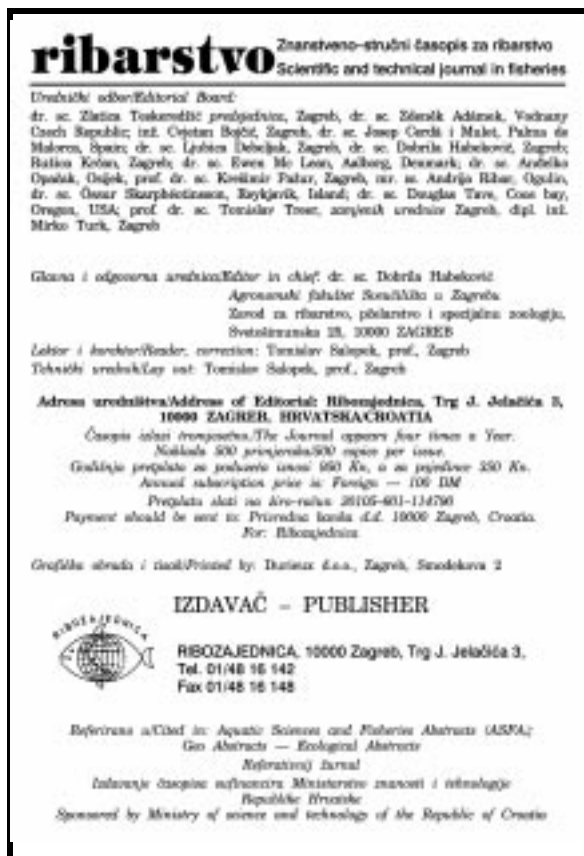 ribarstvo Znanstveno-stručni časopis za ribarstvo
Scientific and technical journal in fisheries
Urednički odbor/Editorial Board:
dr. sc. Zlatica Teskeredžić predsjednica, Zagreb, dr. sc. Zdeněk Adámek, Vodnany
Czech Republic; inž. Cvjetan Bojčić, Zagreb, dr. sc. Josep Cerdá i Mulet, Palma de
Malorca, Spain; dr. sc. Ljubica Debeljak, Zagreb, dr. sc. Dobrila Habeković, Zagreb;
Ružica Zagreb; dr. sc. Ewen Mc Lean, Aalborg, Denmark; dr. sc. Anđelko
Opačak, Osijek, prof. dr. sc. Krešimir Pažur, Zagreb, mr. sc. Andrija Ribar, Ogulin,
dr. sc. Össur Skarphéðinsson, Reykjavik, Island; dr. sc. Douglas Tave, Coos bay,
Oregon, USA; prof. dr. sc. Tomislav Treer, zamjenik urednice Zagreb, dipl. inž.
Mirko Turk, Zagreb
Glavna i odgovorna urednica/Editor in chief: dr. sc. Dobrila Habeković
Agronomski fakultet Sveučilišta u Zagrebu
Zavod za ribarstvo, pčelarstvo i specijalnu zoologiju,
Svetošimunska 25, 10000 ZAGREB
Lektor i korektor/Reader, correction: Tomislav Salopek, prof., Zagreb
Tehnički urednik/Lay out: Tomislav Salopek, prof., Zagreb
Adresa uredništva/Address of Editorial: Ribozajednica, Trg J. Jelačića 3,
10000 ZAGREB, HRVATSKA/CROATIA
Časopis izlazi tromjesečno./The Journal appears four times a Year.
Naklada 500 primjeraka/500 copies per issue.
Godišnja pretplata za poduzeća iznosi Kn, a za pojedince 250 Kn.
Annual subscription price is: Foreign — 100 DM
Pretplatu slati na žiro-račun: 30105-601-114790
Payment should be sent to: Privredna banka d.d. 10000 Zagreb, Croatia.
For: Ribozajednica
Grafička obrada i tisak/Printed by: Durieux d.o.o., Zagreb, Smodekova 2
RIBOZAJEDNICA
IZDAVAČ – PUBLISHER
RIBOZAJEDNICA, 10000 Zagreb, Trg J. Jelačića 3,
Tel. 01/48 16 142
Fax 01/48 16 148
Referirano u/Cited in: Aquatic Sciences and Fisheries Abstracts (ASFA;)
Geo Abstracts — Ecological Abstracts
Referativnij žurnal
Izdavanje časopisa sufinancira Ministarstvo znanosti i tehnologije
Republike Hrvatske
Sponsored by Ministry of science and technology of the Republic of Croatia